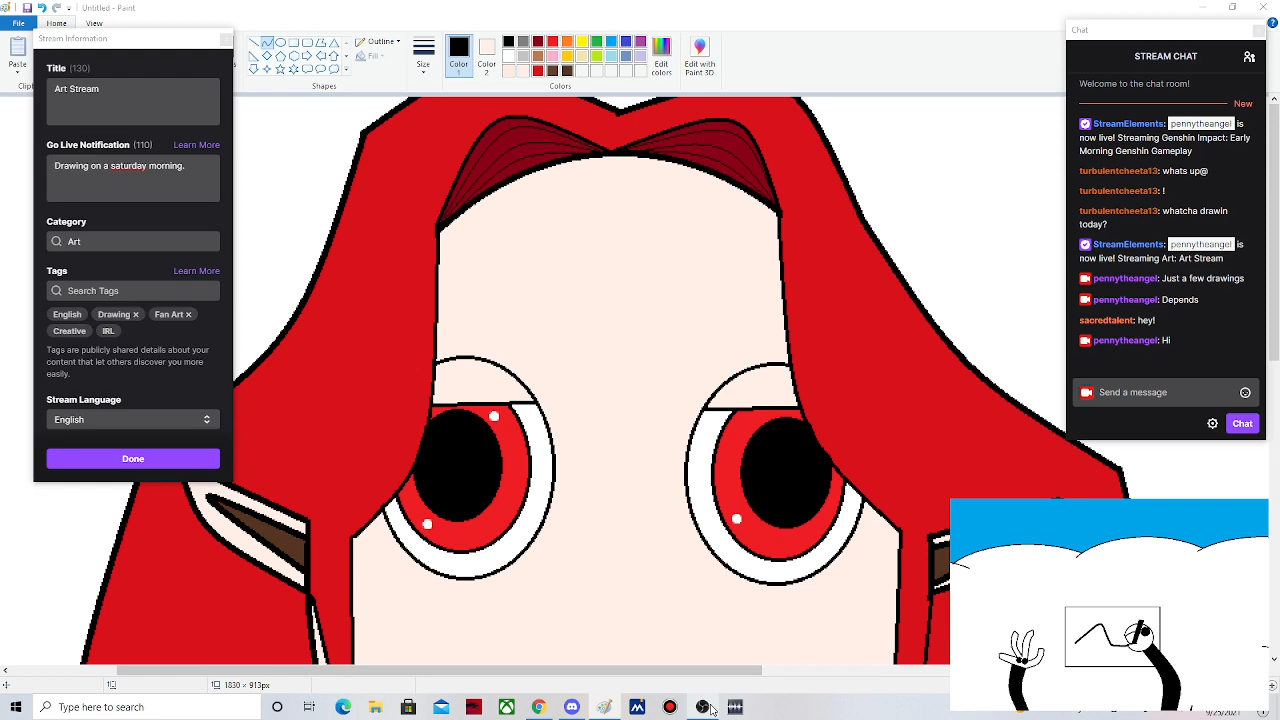 Untitled - Paint
File
Home
View
Stream Information
Chat
Paste
Outline
Fill
Size
Color
1
Color
2
Edit
colors
Edit with
Paint 3D
Shapes
Colors
Title (130)
Art Stream
Go Live Notification (110)
Learn More
Drawing on a saturday morning.
Category
Art
Tags
Learn More
Search Tags
English
Drawing ×
Fan Art ×
Creative
IRL
Tags are publicly shared details about your
content that let others discover you more
easily.
Stream Language
English
Done
STREAM CHAT
Welcome to the chat room!
New
StreamElements: pennytheangel is
now live! Streaming Genshin Impact: Early
Morning Genshin Gameplay
turbulentcheeta13: whats up@
turbulentcheeta13: !
turbulentcheeta13: whatcha drawin
today?
StreamElements: pennytheangel is
now live! Streaming Art: Art Stream
pennytheangel: Just a few drawings
pennytheangel: Depends
sacredtalent: hey!
pennytheangel: Hi
Send a message
Chat
1830 × 913px
Type here to search
9/25/2021